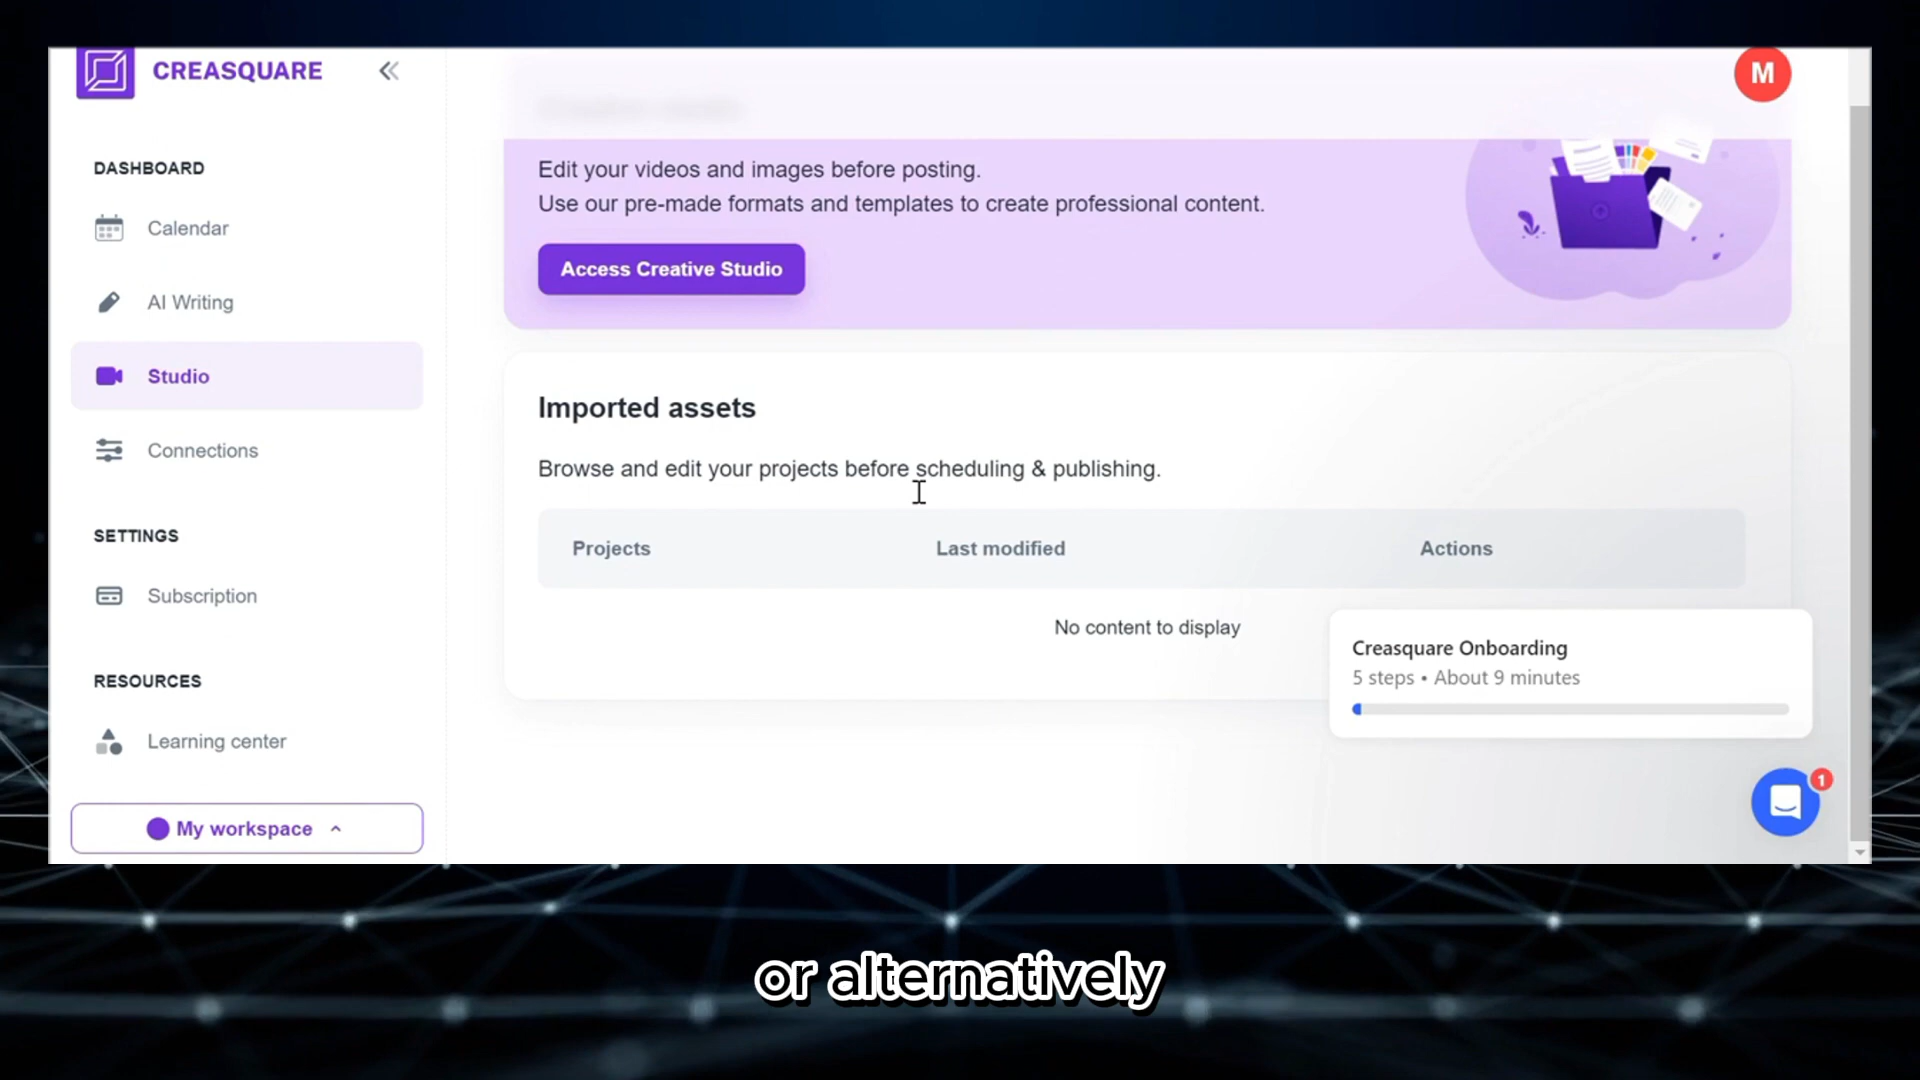 CREASQUARE
M
DASHBOARD
Calendar
AI Writing
Studio
Connections
SETTINGS
Subscription
RESOURCES
Learning center
My workspace
Edit your videos and images before posting.
Use our pre-made formats and templates to create professional content.
Access Creative Studio
Imported assets
Browse and edit your projects before scheduling & publishing.
Projects Last modified Actions
No content to display
Creasquare Onboarding
5 steps • About 9 minutes
1
or alternatively